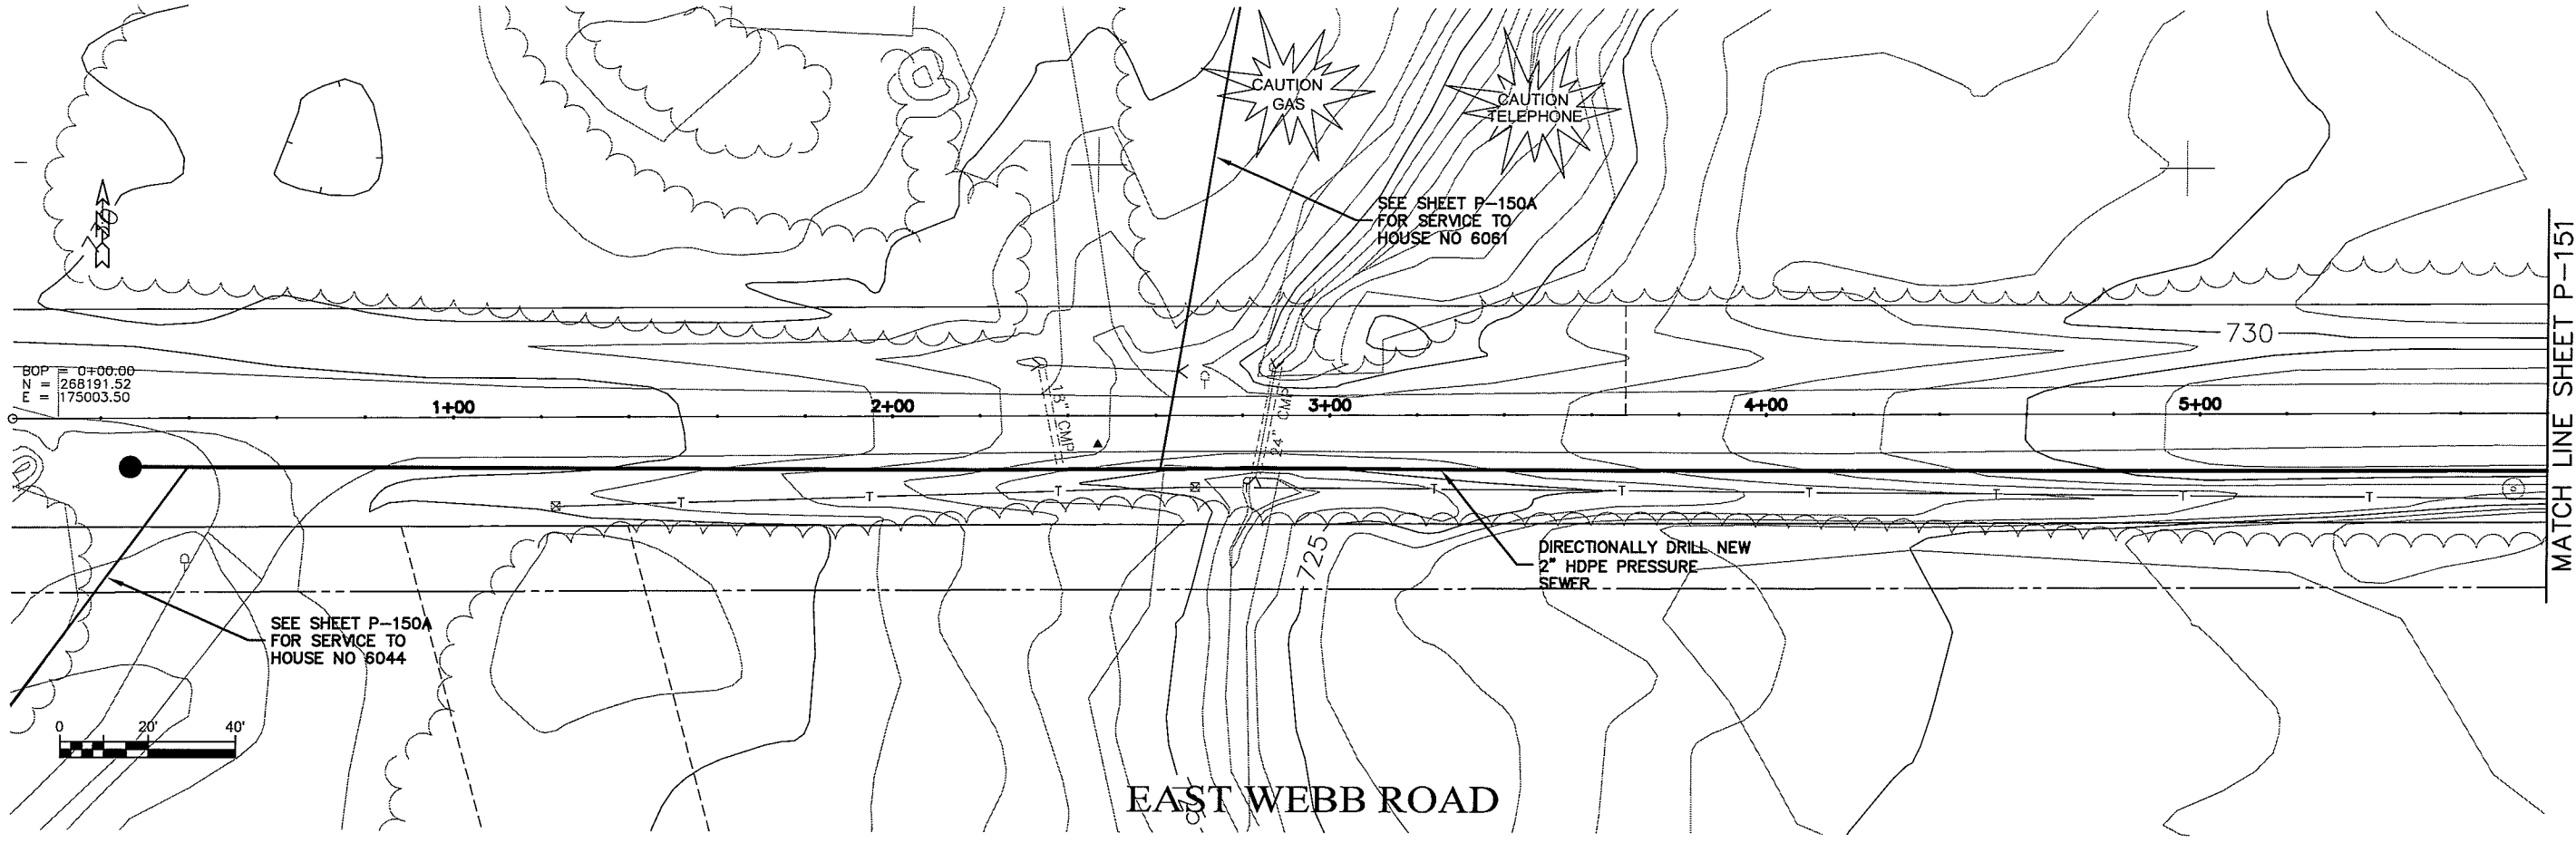 CAUTION
GAS
CAUTION
TELEPHONE
SEE SHEET P-150A
FOR SERVICE TO
HOUSE NO 6061
730
BOP = 0+00.00
N = 268191.52
E = 175003.50
1+00
2+00
3+00
4+00
5+00
18" CMP
24" CMP
T T T T T T T T T T
725
DIRECTIONALLY DRILL NEW
2" HDPE PRESSURE
SEWER
SEE SHEET P-150A
FOR SERVICE TO
HOUSE NO 6044
0 20' 40'
EAST WEBB ROAD
MATCH LINE SHEET P-151